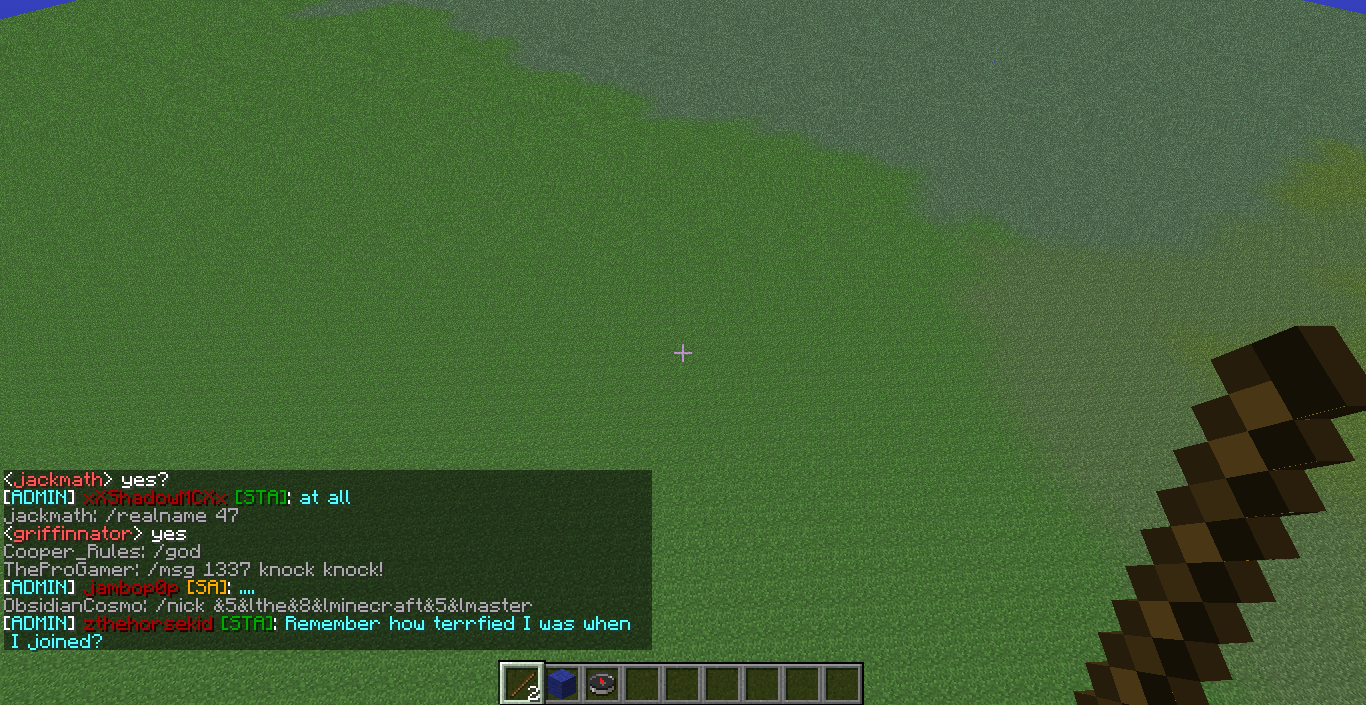 <jackmath> yes?
[ADMIN] xXShadowMCXx [STA]: at all
jackmath: /realname 47
<griffinnator> yes
Cooper_Rules: /god
TheProGamer: /msg 1337 knock knock!
[ADMIN] jambop0p [SA]: ....
ObsidianCosmo: /nick &5&lthe&8&lminecraft&5&lmaster
[ADMIN] zthehorsekid [STA]: Remember how terrfied I was when
I joined?
2